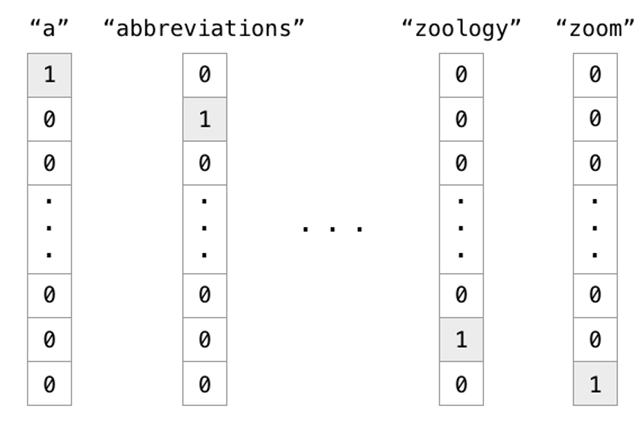 “a” “abbreviations” “zoology” “zoom”
1 0 0 0
0 1 0 0
0 0 0 0
. . . .
. . ... . .
. . . .
0 0 0 0
0 0 1 0
0 0 0 1